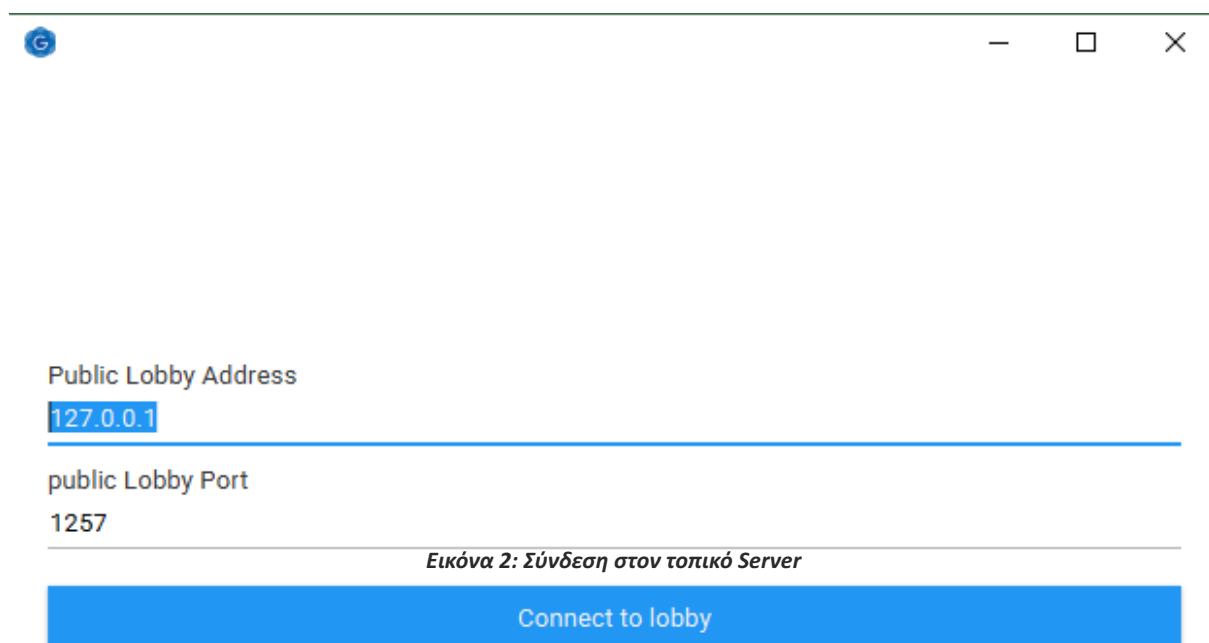 G
Public Lobby Address
127.0.0.1
public Lobby Port
1257
Εικόνα 2: Σύνδεση στον τοπικό Server
Connect to lobby